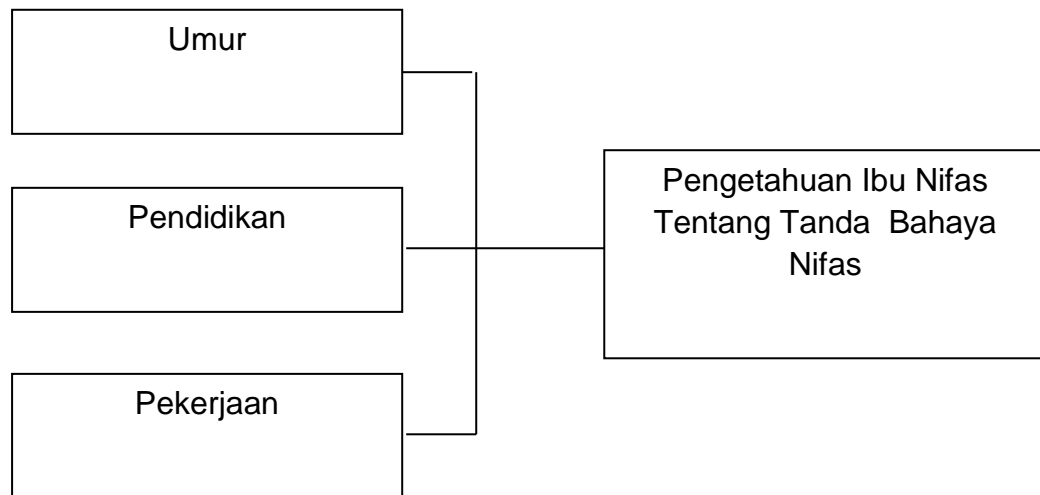 Umur
Pendidikan
Pekerjaan
Pengetahuan Ibu Nifas
Tentang Tanda  Bahaya
Nifas